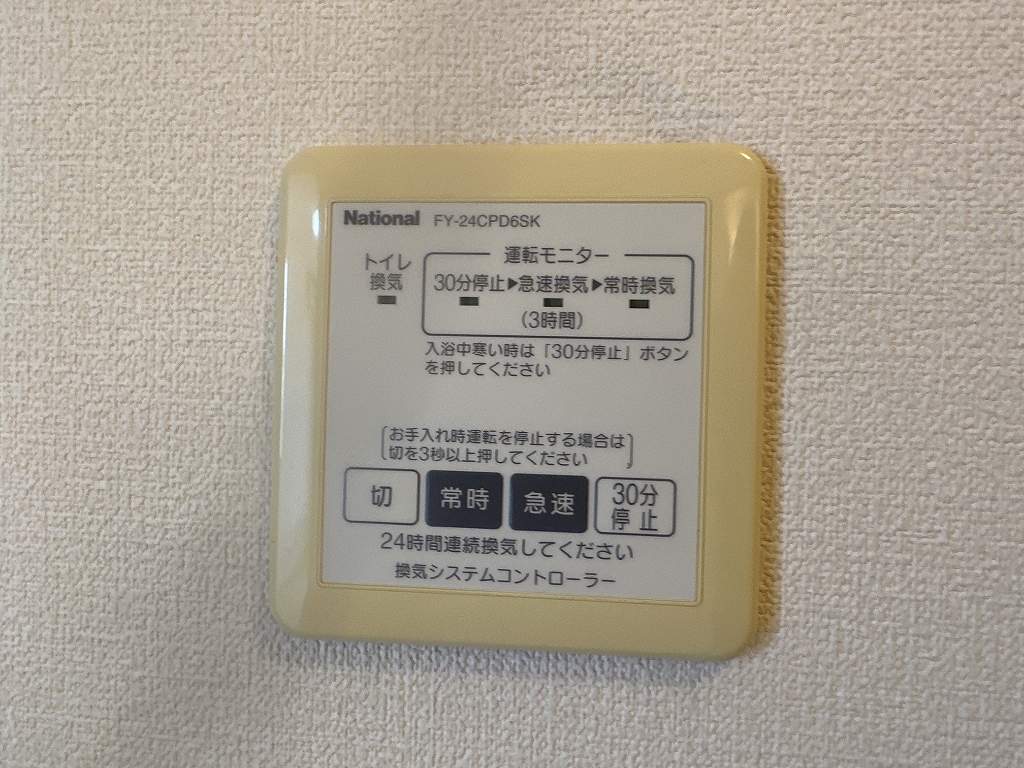 National FY-24CPD6SK
運転モニター
トイレ
換気
30分停止▶急速換気▶常時換気
（3時間）
入浴中寒い時は「30分停止」ボタン
を押してください
お手入れ時運転を停止する場合は
切を3秒以上押してください
切 常時 急速 30分
停止
24時間連続換気してください
換気システムコントローラー